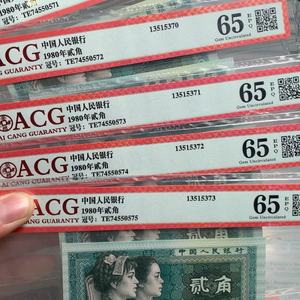 ACG
中国人民银行
1980年贰角
冠号：TE74550572
13515370
65 EPQ
Gem Uncirculated
ACG
AI CANG GUARANTY
中国人民银行
1980年贰角
冠号：TE74550573
13515371
65 EPQ
Gem Uncirculated
ACG
AI CANG GUARANTY
中国人民银行
1980年贰角
冠号：TE74550574
13515372
65 EPQ
Gem Uncirculated
ACG
CANG GUARANTY
中国人民银行
1980年贰角
冠号：TE74550575
13515373
65 EPQ
Gem Uncirculated
中国人民银行
贰角